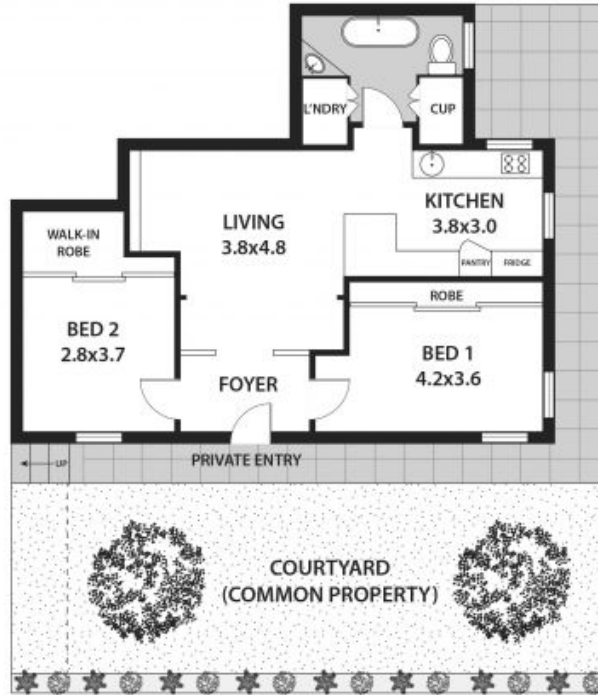 L'NDRY
CUP
KITCHEN
3.8x3.0
LIVING
3.8x4.8
WALK-IN
ROBE
PANTRY
FRIDGE
ROBE
BED 2
2.8x3.7
BED 1
4.2x3.6
FOYER
UP
PRIVATE ENTRY
COURTYARD
(COMMON PROPERTY)